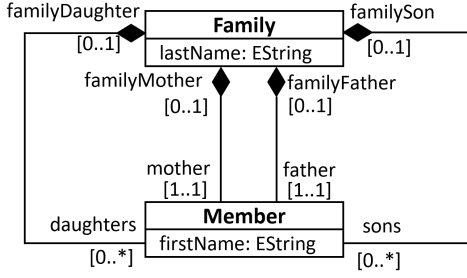 familyDaughter
Family
familySon
[0..1]
lastName: EString
[0..1]
familyMother
familyFather
[0..1]
[0..1]
mother
father
[1..1]
[1..1]
daughters
Member
sons
[0..*]
firstName: EString
[0..*]